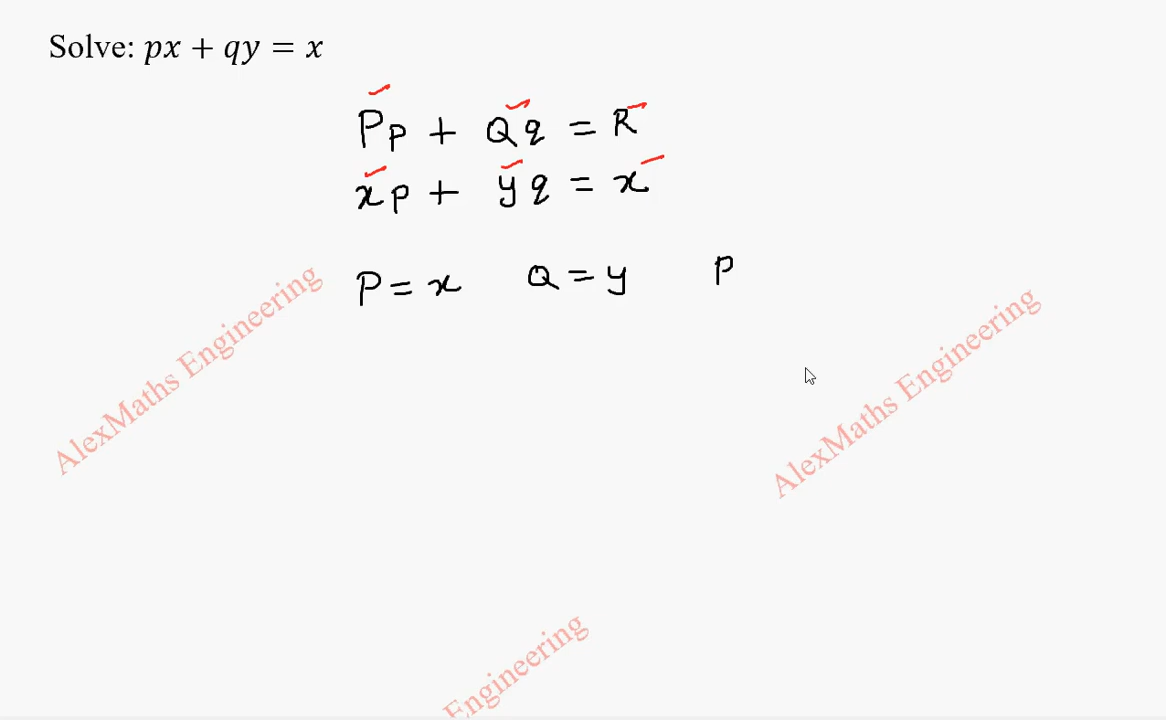 Solve: px + qy = x
Pp + Qq = R
xp + yq = x
P = x Q = y P
AlexMaths Engineering
AlexMaths Engineering
Engineering